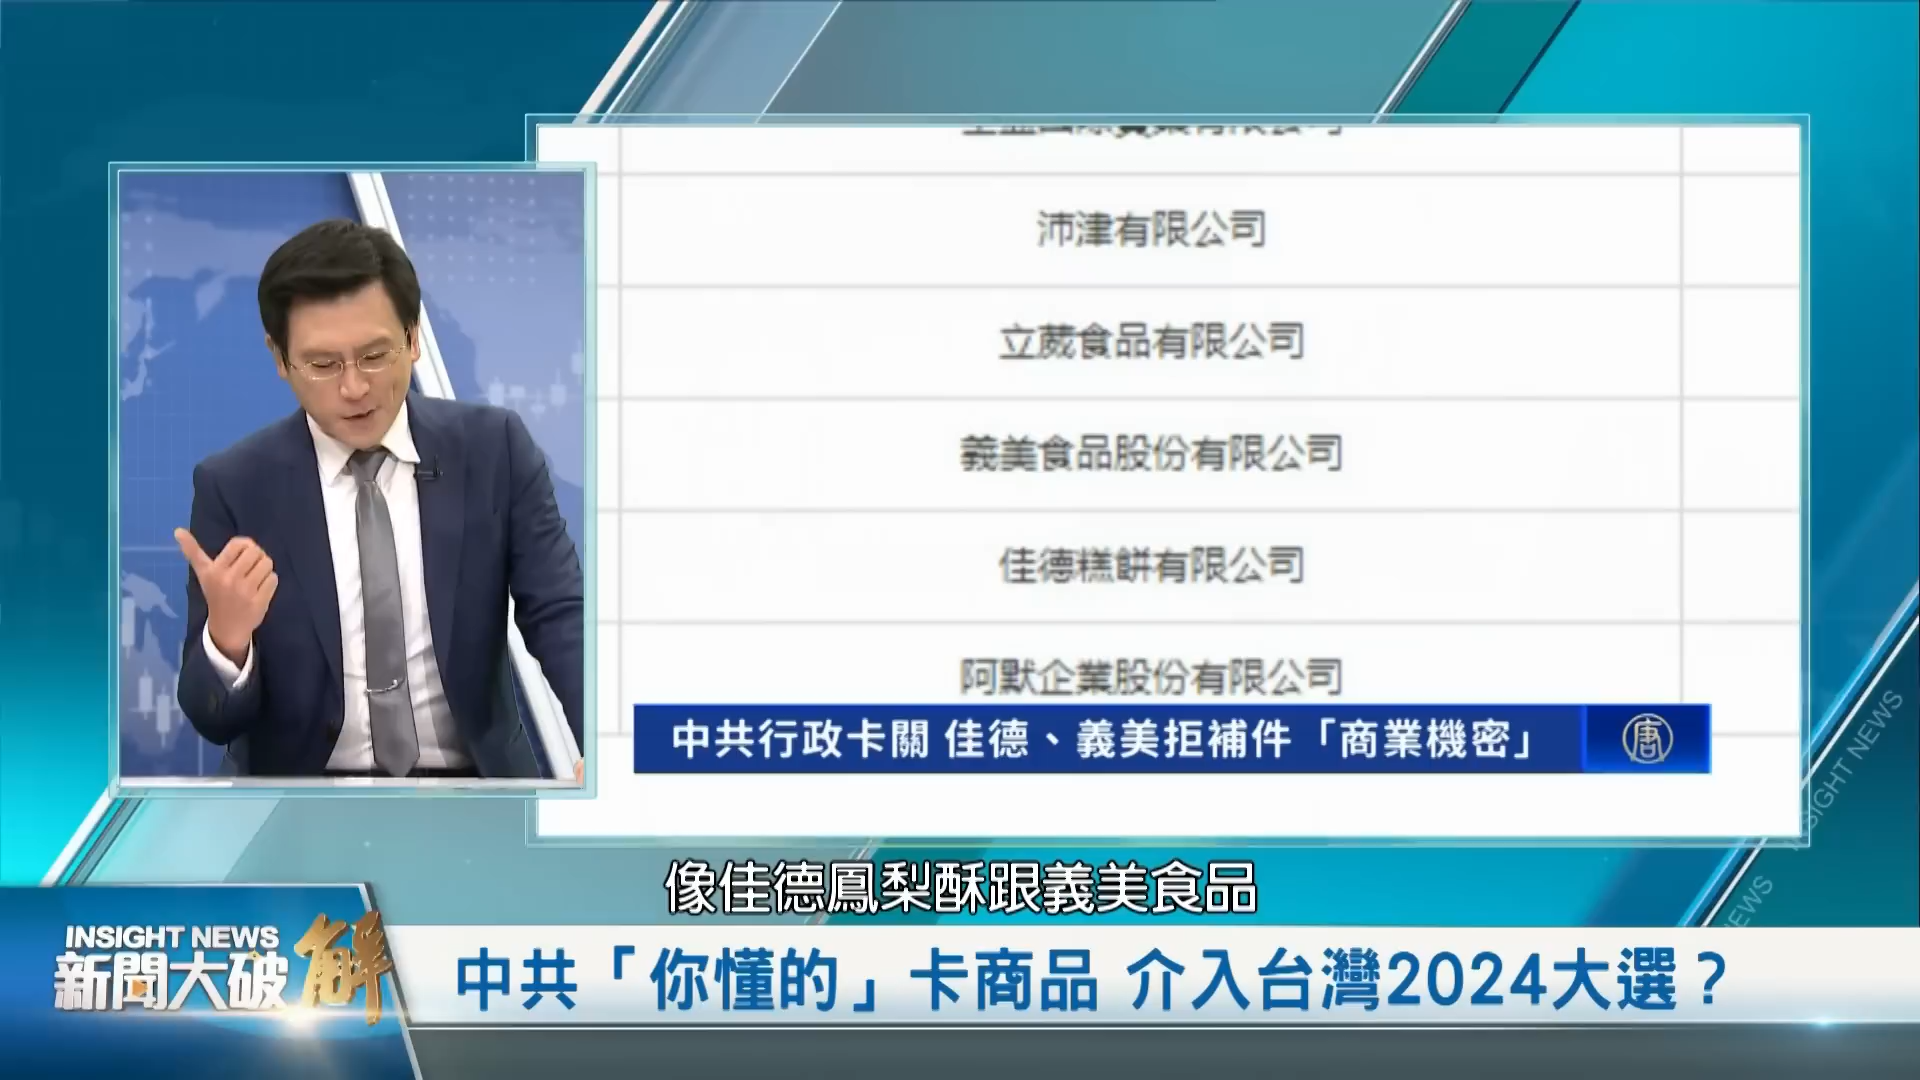 沛津有限公司
立葳食品有限公司
義美食品股份有限公司
佳德糕餅有限公司
阿默企業股份有限公司
中共行政卡關 佳德、義美拒補件「商業機密」
唐
INSIGHT NEWS
NEWS
像佳德鳳梨酥跟義美食品
INSIGHT NEWS
新聞大破解
中共「你懂的」卡商品 介入台灣2024大選？